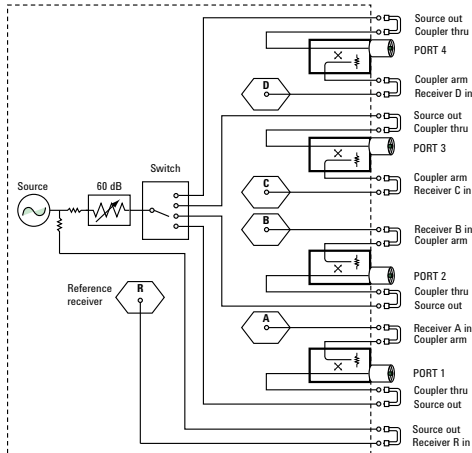 Source out
Coupler thru
PORT 4
Coupler arm
D
Receiver D in
Source out
Coupler thru
PORT 3
Switch
Coupler arm
Source
60 dB
C
Receiver C in
B
Receiver B in
Coupler arm
PORT 2
Reference
receiver
R
Coupler thru
Source out
A
Receiver A in
Coupler arm
PORT 1
Coupler thru
Source out
Source out
Receiver R in